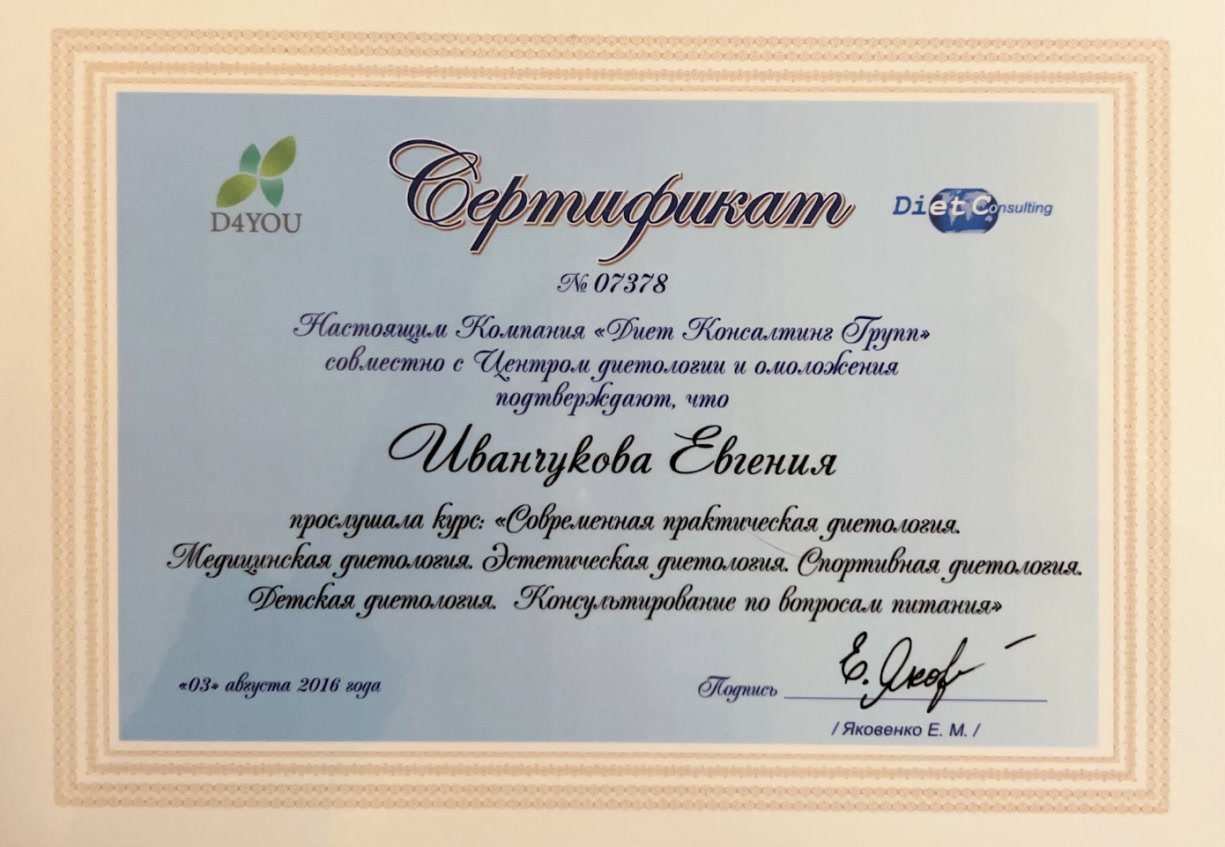 D4YOU
Сертификат
Diet Consulting
№ 07378
Настоящим Компания «Диет Консалтинг Групп»
совместно с Центром диетологии и омоложения
подтверждают, что
Иванчукова Евгения
прослушала курс: «Современная практическая диетология.
Медицинская диетология. Эстетическая диетология. Спортивная диетология.
Детская диетология. Консультирование по вопросам питания»
«03» августа 2016 года
Подпись Е. Яков
/ Яковенко Е. М. /